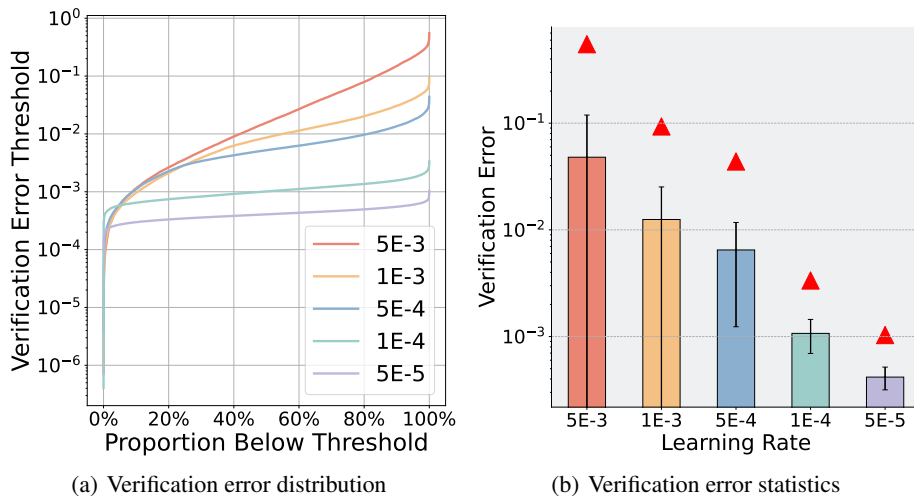 Verification Error Threshold
10^0
10^-1
10^-2
10^-3
10^-4
10^-5
10^-6
5E-3
1E-3
5E-4
1E-4
5E-5
0% 20% 40% 60% 80% 100%
Proportion Below Threshold
(a) Verification error distribution
Verification Error
10^-1
10^-2
10^-3
5E-3 1E-3 5E-4 1E-4 5E-5
Learning Rate
(b) Verification error statistics